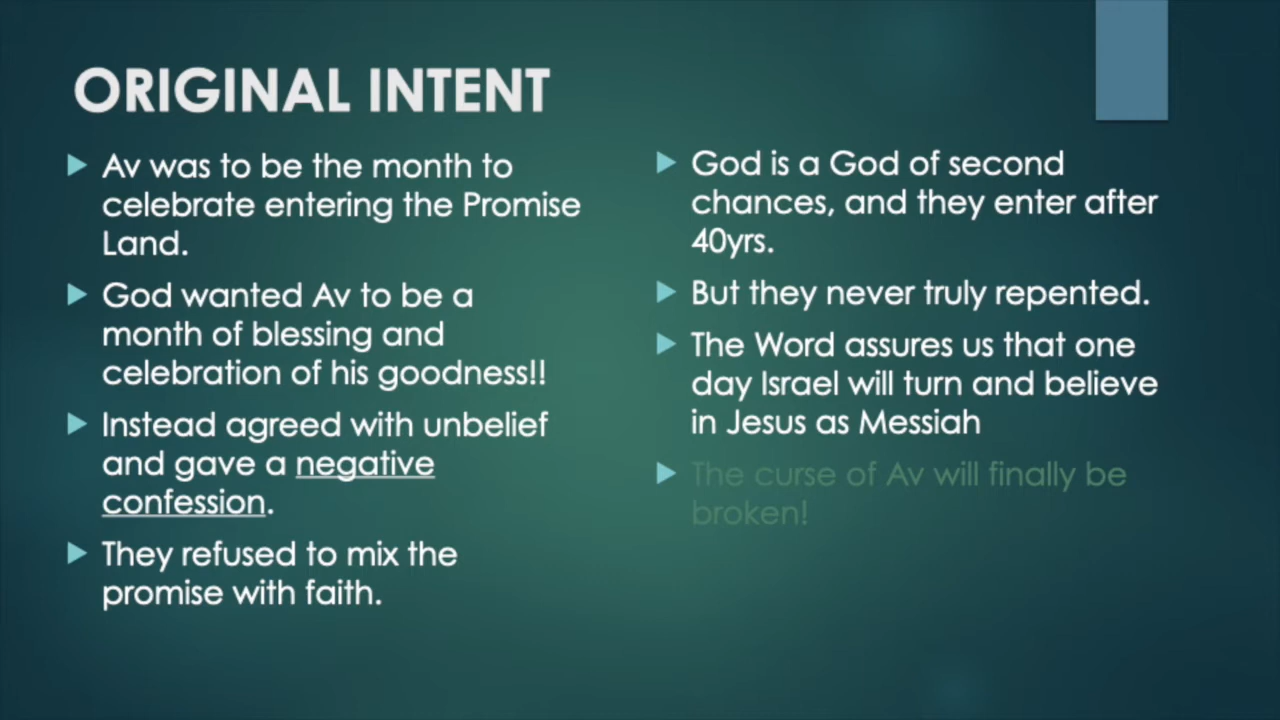 ORIGINAL INTENT
Av was to be the month to
celebrate entering the Promise
Land.
God wanted Av to be a
month of blessing and
celebration of his goodness!!
Instead agreed with unbelief
and gave a negative
confession.
They refused to mix the
promise with faith.
God is a God of second
chances, and they enter after
40yrs.
But they never truly repented.
The Word assures us that one
day Israel will turn and believe
in Jesus as Messiah
The curse of Av will finally be
broken!